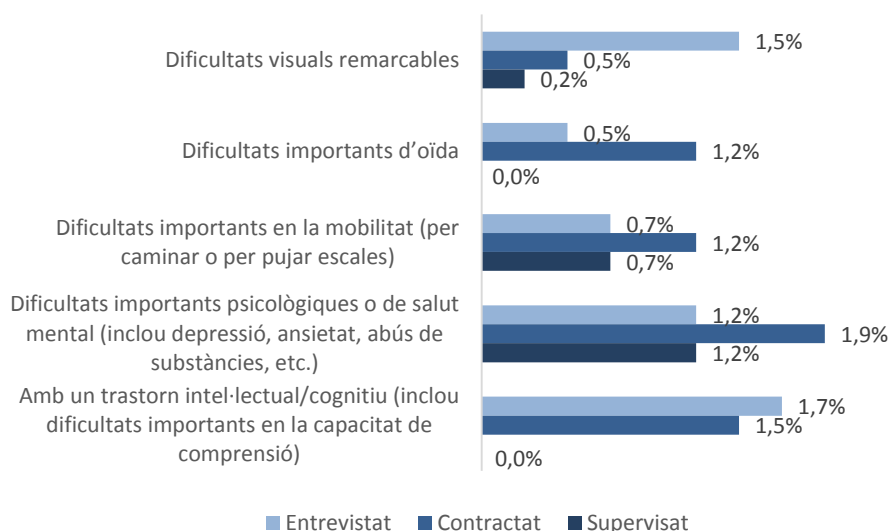 Dificultats visuals remarcables
1,5%
0,5%
0,2%
Dificultats importants d’oïda
0,5%
1,2%
0,0%
Dificultats importants en la mobilitat (per
caminar o per pujar escales)
0,7%
1,2%
0,7%
Dificultats importants psicològiques o de salut
mental (inclou depressió, ansietat, abús de
substàncies, etc.)
1,2%
1,9%
1,2%
Amb un trastorn intel·lectual/cognitiu (inclou
dificultats importants en la capacitat de
comprensió)
1,7%
1,5%
0,0%
Entrevistat Contractat Supervisat